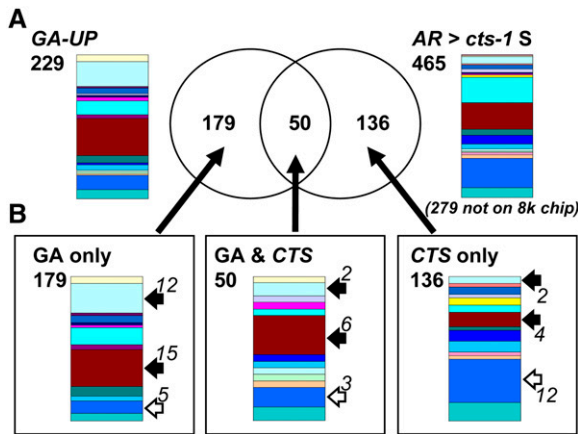 A
GA-UP
229
AR > cts-1 S
465
179
50
136
(279 not on 8k chip)
B
GA only
179
12
15
5
GA & CTS
50
2
6
3
CTS only
136
2
4
12